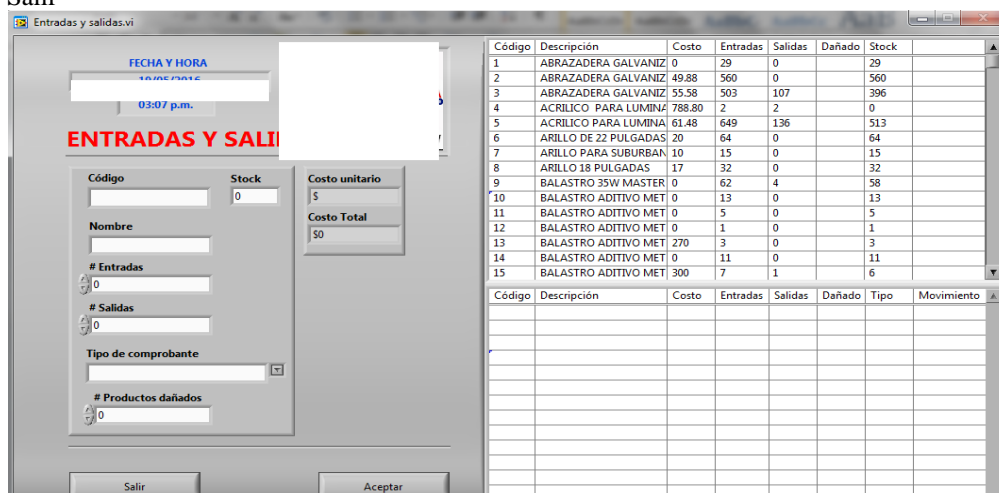 Entradas y salidas.vi
FECHA Y HORA
19/05/2016
03:07 p.m.
ENTRADAS Y SALI
Código Stock
0
Nombre
# Entradas
0
# Salidas
0
Tipo de comprobante
# Productos dañados
0
Costo unitario
$
Costo Total
$0
Salir Aceptar
Código Descripción Costo Entradas Salidas Dañado Stock
1 ABRAZADERA GALVANIZ 0 29 0 29
2 ABRAZADERA GALVANIZ 49.88 560 0 560
3 ABRAZADERA GALVANIZ 55.58 503 107 396
4 ACRILICO PARA LUMINA 788.80 2 2 0
5 ACRILICO PARA LUMINA 61.48 649 136 513
6 ARILLO DE 22 PULGADAS 20 64 0 64
7 ARILLO PARA SUBURBAN 10 15 0 15
8 ARILLO 18 PULGADAS 17 32 0 32
9 BALASTRO 35W MASTER 0 62 4 58
10 BALASTRO ADITIVO MET 0 13 0 13
11 BALASTRO ADITIVO MET 0 5 0 5
12 BALASTRO ADITIVO MET 0 1 0 1
13 BALASTRO ADITIVO MET 270 3 0 3
14 BALASTRO ADITIVO MET 0 11 0 11
15 BALASTRO ADITIVO MET 300 7 1 6
Código Descripción Costo Entradas Salidas Dañado Tipo Movimiento